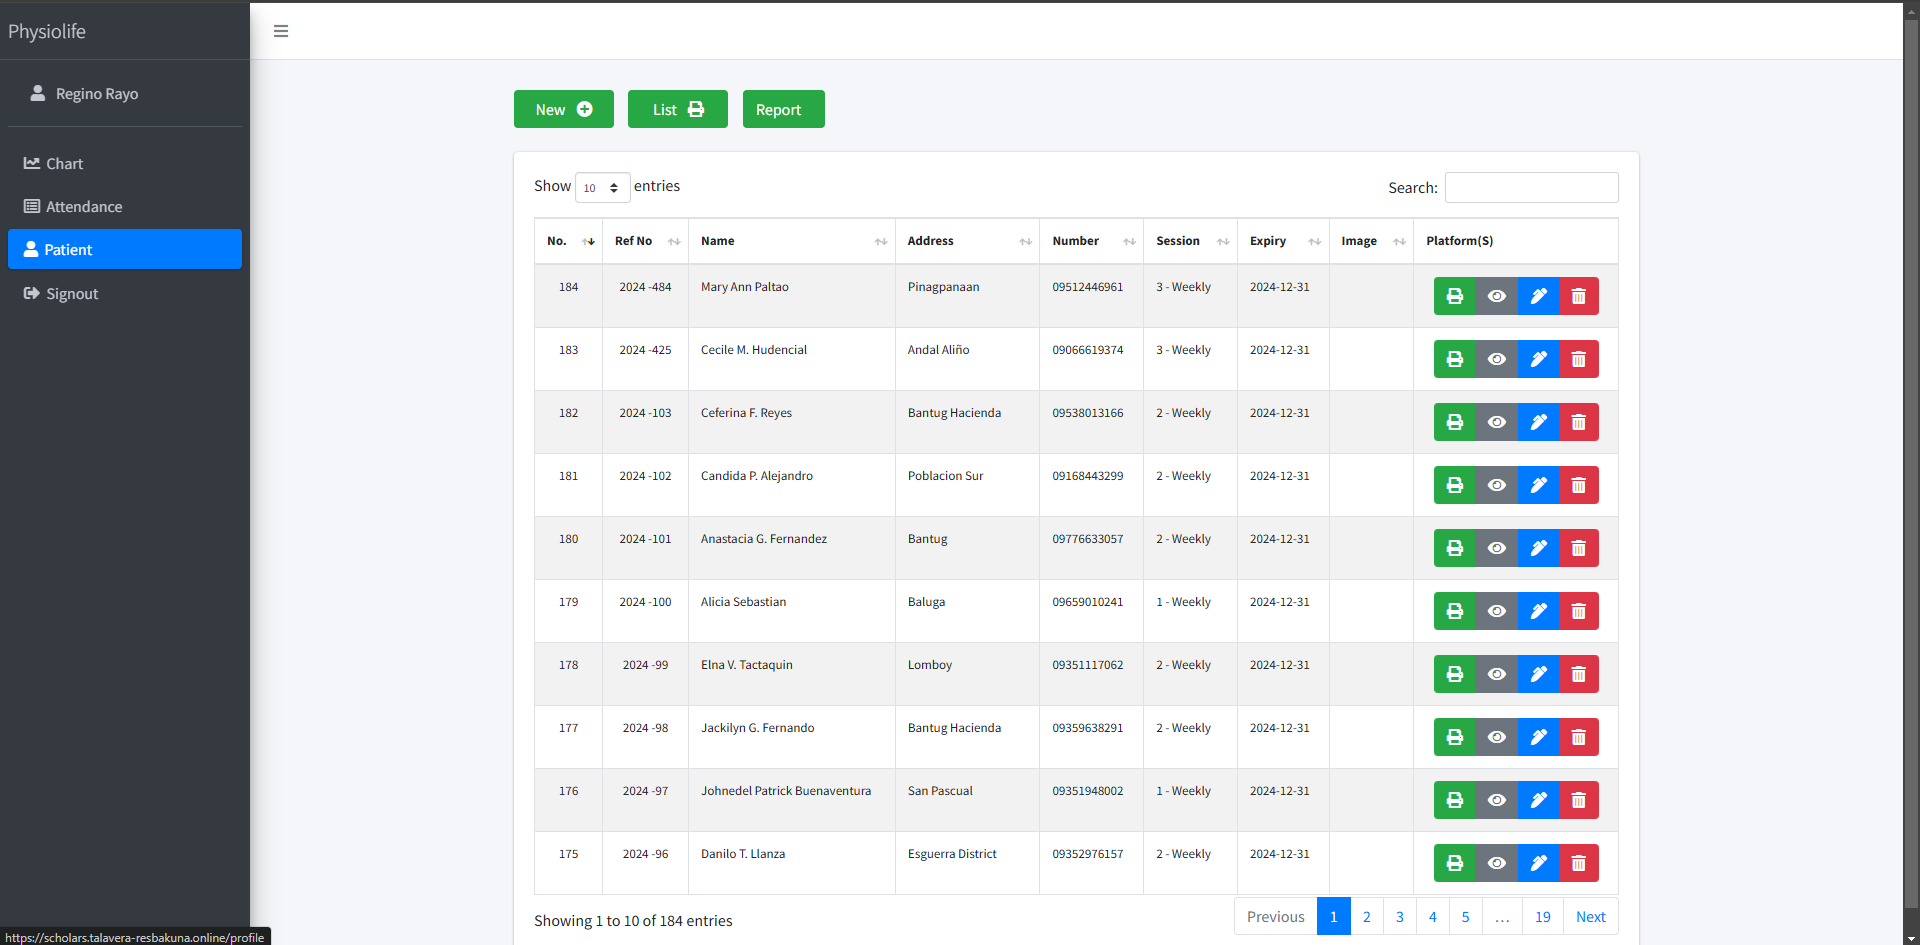 Physiolife
Regino Rayo
Chart
Attendance
Patient
Signout
New
List
Report
Show 10 entries
Search:
No. Ref No Name Address Number Session Expiry Image Platform(S)
184 2024 -484 Mary Ann Paltao Pinagpanaan 09512446961 3 - Weekly 2024-12-31
183 2024 -425 Cecile M. Hudencial Andal Aliño 09066619374 3 - Weekly 2024-12-31
182 2024 -103 Ceferina F. Reyes Bantug Hacienda 09538013166 2 - Weekly 2024-12-31
181 2024 -102 Candida P. Alejandro Poblacion Sur 09168443299 2 - Weekly 2024-12-31
180 2024 -101 Anastacia G. Fernandez Bantug 09776633057 2 - Weekly 2024-12-31
179 2024 -100 Alicia Sebastian Baluga 09659010241 1 - Weekly 2024-12-31
178 2024 -99 Elna V. Tactaquin Lomboy 09351117062 2 - Weekly 2024-12-31
177 2024 -98 Jackilyn G. Fernando Bantug Hacienda 09359638291 2 - Weekly 2024-12-31
176 2024 -97 Johnedel Patrick Buenaventura San Pascual 09351948002 1 - Weekly 2024-12-31
175 2024 -96 Danilo T. Llanza Esguerra District 09352976157 2 - Weekly 2024-12-31
Showing 1 to 10 of 184 entries
Previous 1 2 3 4 5 … 19 Next
https://scholars.talavera-resbakuna.online/profile